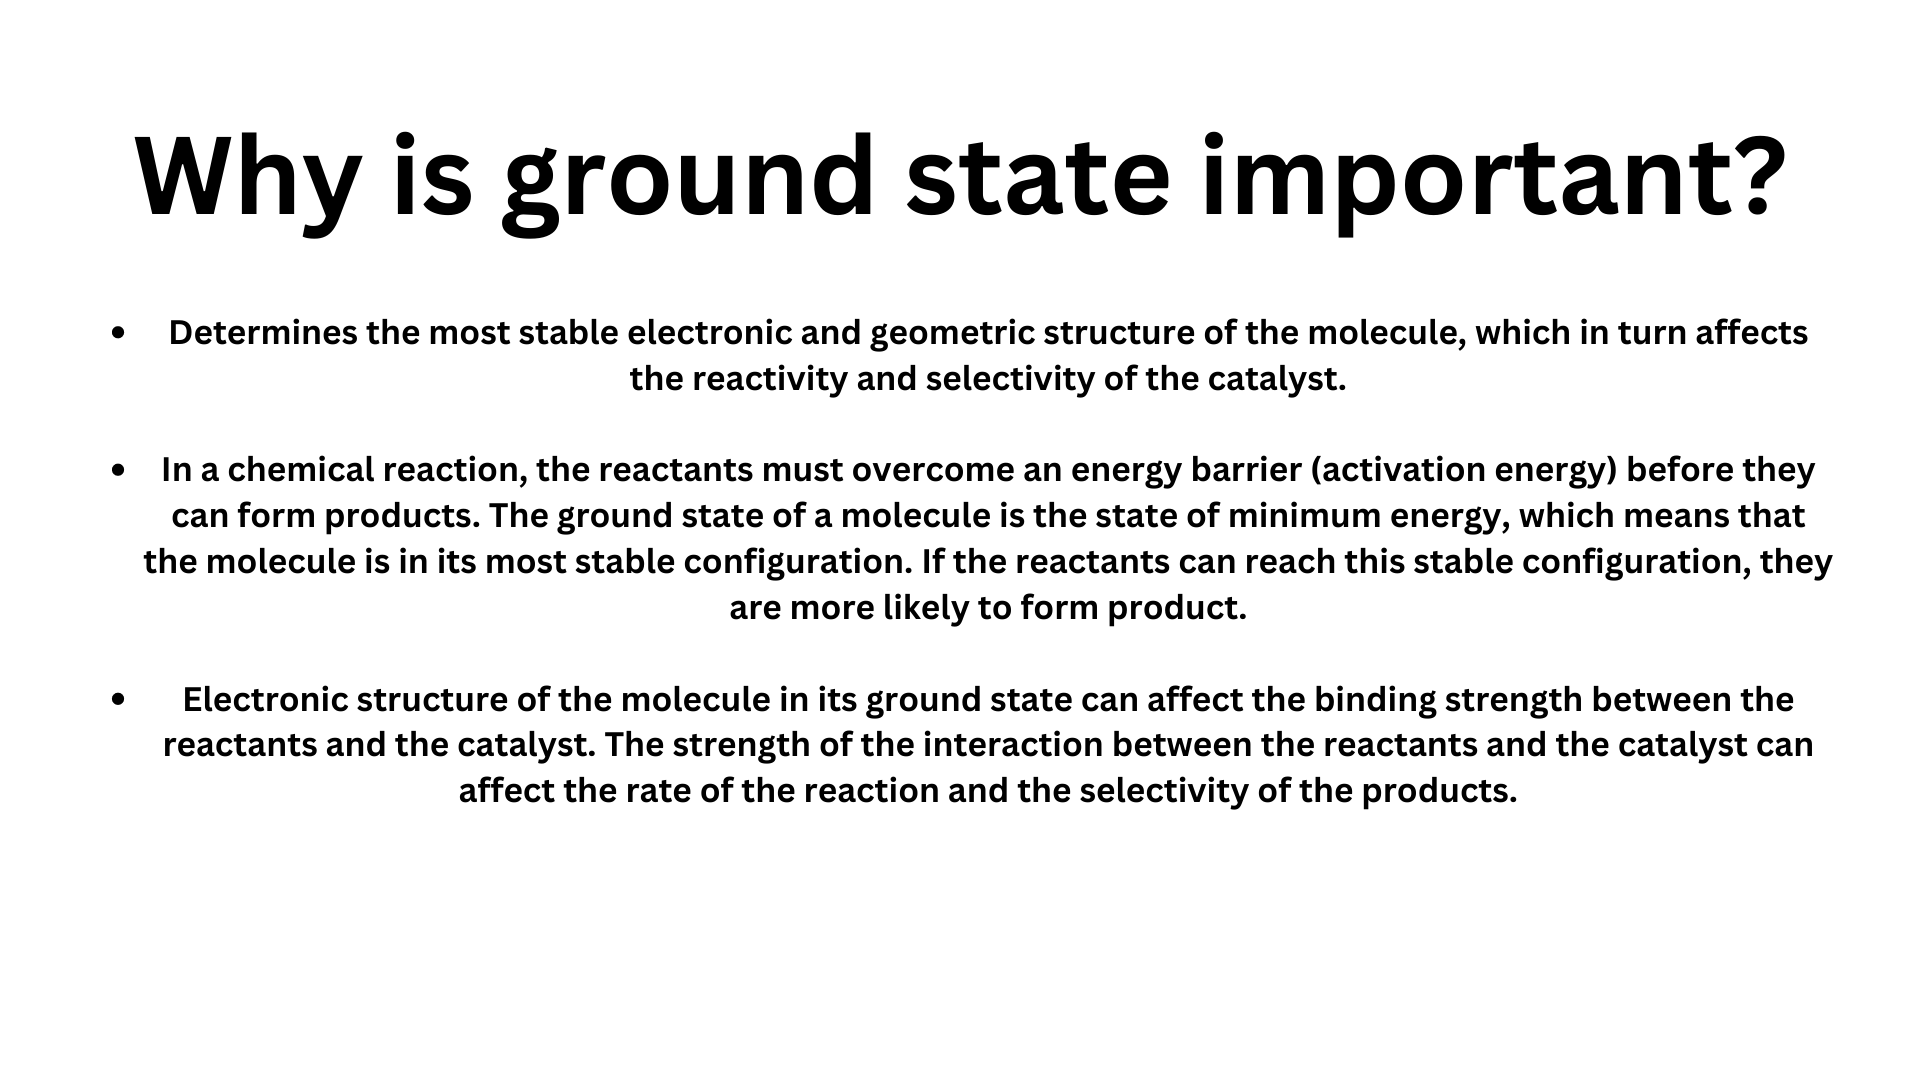 Why is ground state important?
• Determines the most stable electronic and geometric structure of the molecule, which in turn affects
the reactivity and selectivity of the catalyst.
• In a chemical reaction, the reactants must overcome an energy barrier (activation energy) before they
can form products. The ground state of a molecule is the state of minimum energy, which means that
the molecule is in its most stable configuration. If the reactants can reach this stable configuration, they
are more likely to form product.
• Electronic structure of the molecule in its ground state can affect the binding strength between the
reactants and the catalyst. The strength of the interaction between the reactants and the catalyst can
affect the rate of the reaction and the selectivity of the products.